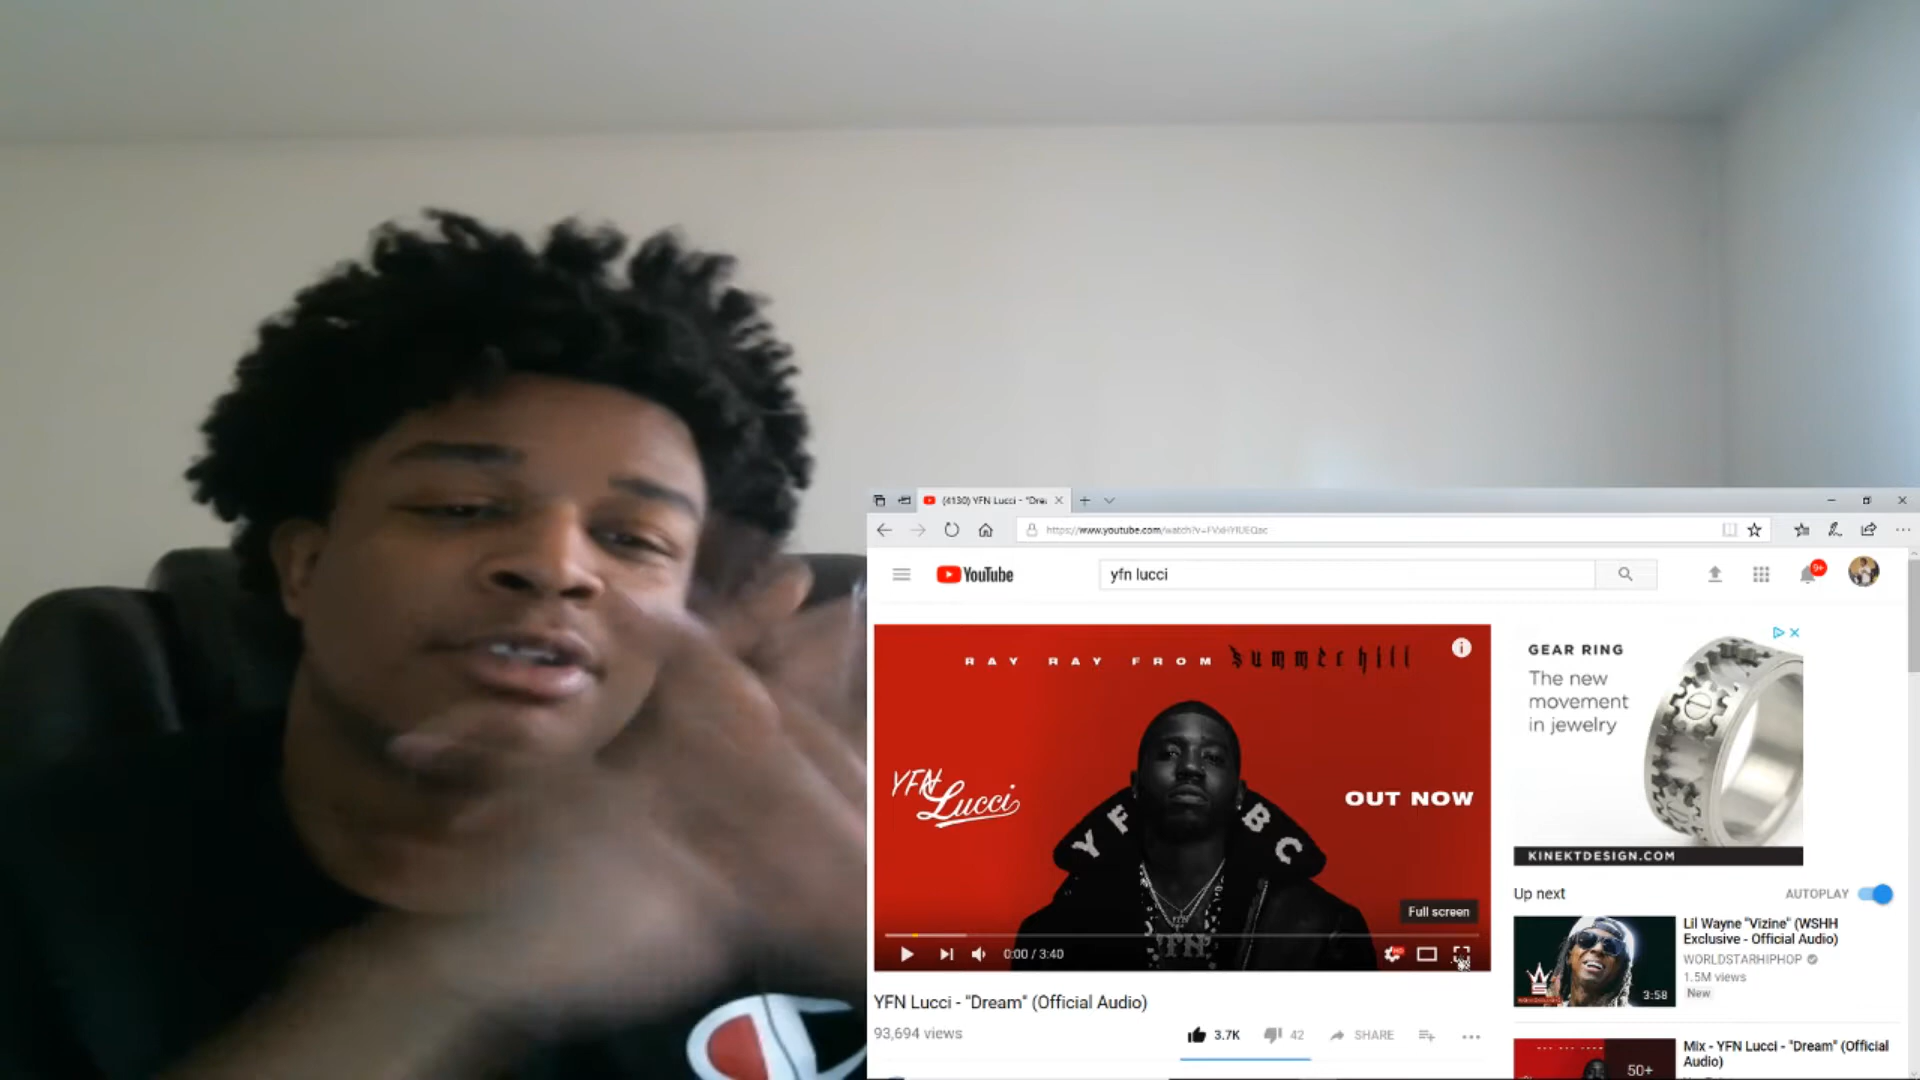 (4130) YFN Lucci - "Dre
yfn lucci
YouTube
9+
RAY RAY FROM summerhill
YFN Lucci
OUT NOW
YF BC
Full screen
0:00 / 3:40
YFN Lucci - "Dream" (Official Audio)
93,694 views
3.7K
42
SHARE
GEAR RING
The new
movement
in jewelry
KINEKTDESIGN.COM
Up next
AUTOPLAY
3:58
Lil Wayne "Vizine" (WSHH
Exclusive - Official Audio)
WORLDSTARHIPHOP
1.5M views
New
50+
Mix - YFN Lucci - "Dream" (Official
Audio)